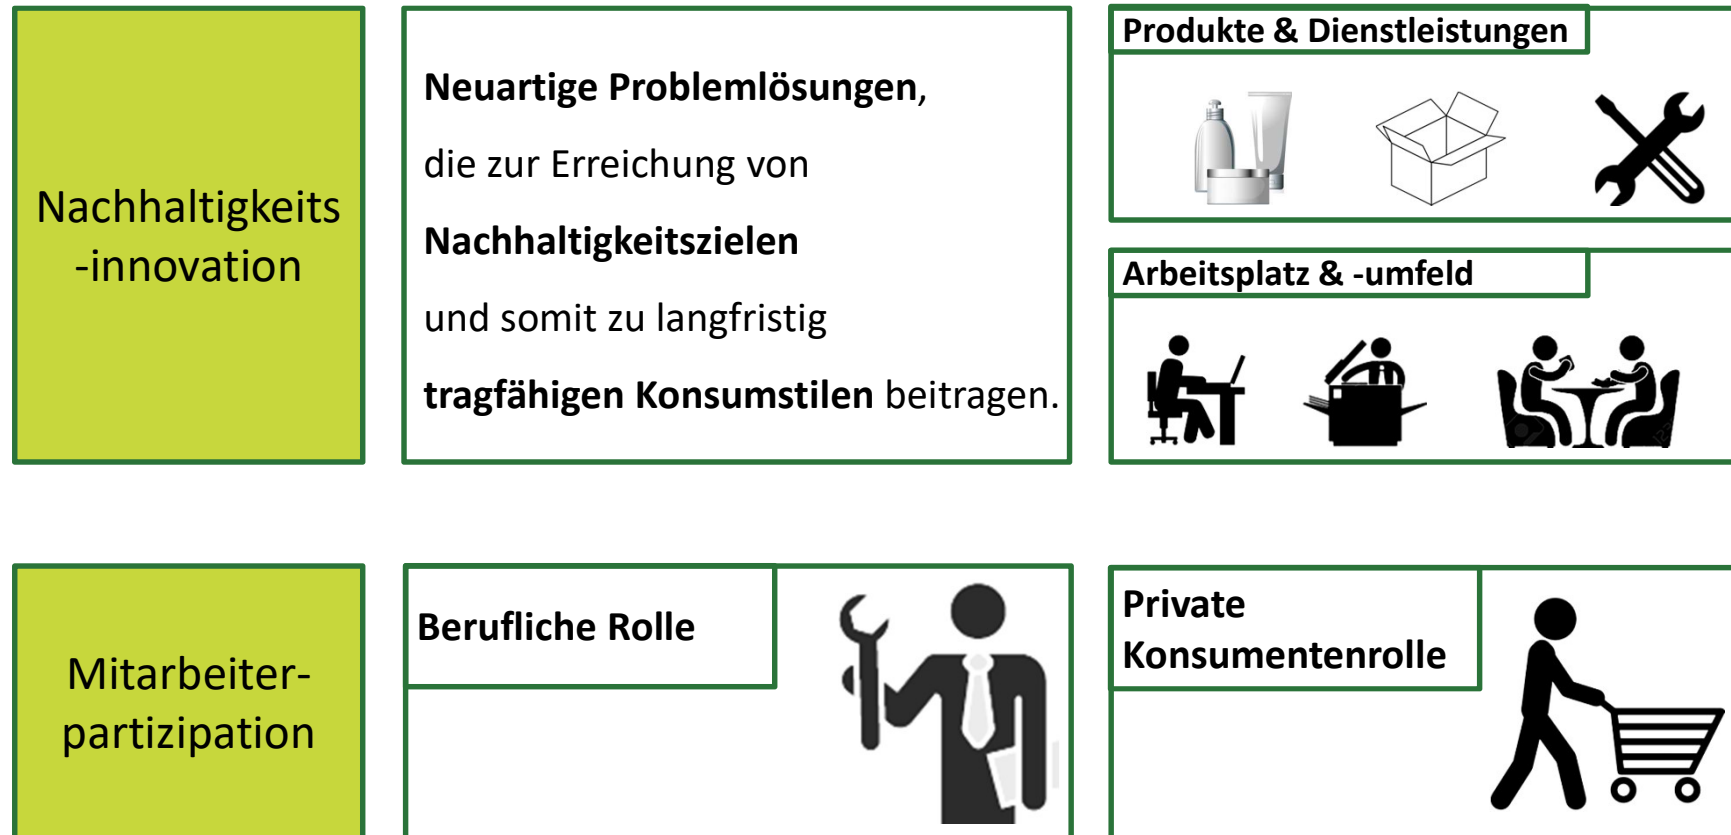 Nachhaltigkeits
-innovation
Neuartige Problemlösungen,
die zur Erreichung von
Nachhaltigkeitszielen
und somit zu langfristig
tragfähigen Konsumstilen beitragen.
Produkte & Dienstleistungen
Arbeitsplatz & -umfeld
Mitarbeiter-
partizipation
Berufliche Rolle
Private
Konsumentenrolle